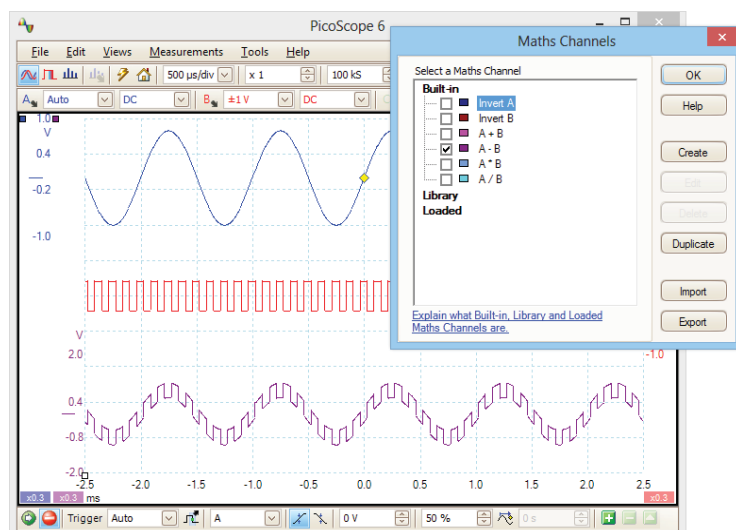 PicoScope 6
File Edit Views Measurements Tools Help
500 µs/div x 1 100 kS
A Auto DC B ±1 V DC
1.0
V
0.4
-0.2
-1.0
V
2.0
0.4
-0.8
-2.0
-1.0
-2.5 -2.0 -1.5 -1.0 -0.5 0.0 0.5 1.0 1.5 2.0 2.5
x0.3 x0.3 ms x0.3
Trigger Auto A 0 V 50 % 0 s
Maths Channels
Select a Maths Channel
Built-in
Invert A
Invert B
A + B
A - B
A * B
A / B
Library
Loaded
Explain what Built-in, Library and Loaded
Maths Channels are.
OK
Help
Create
Edit
Delete
Duplicate
Import
Export